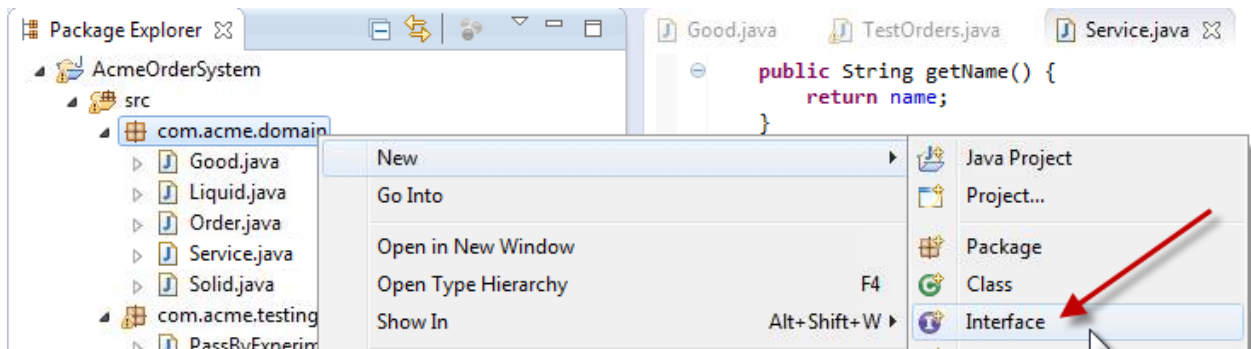 Package Explorer
Good.java
TestOrders.java
Service.java
AcmeOrderSystem
src
com.acme.domain
Good.java
Liquid.java
Order.java
Service.java
Solid.java
com.acme.testing
public String getName() {
return name;
}
New
Go Into
Open in New Window
Open Type Hierarchy F4
Show In Alt+Shift+W
Java Project
Project...
Package
Class
Interface